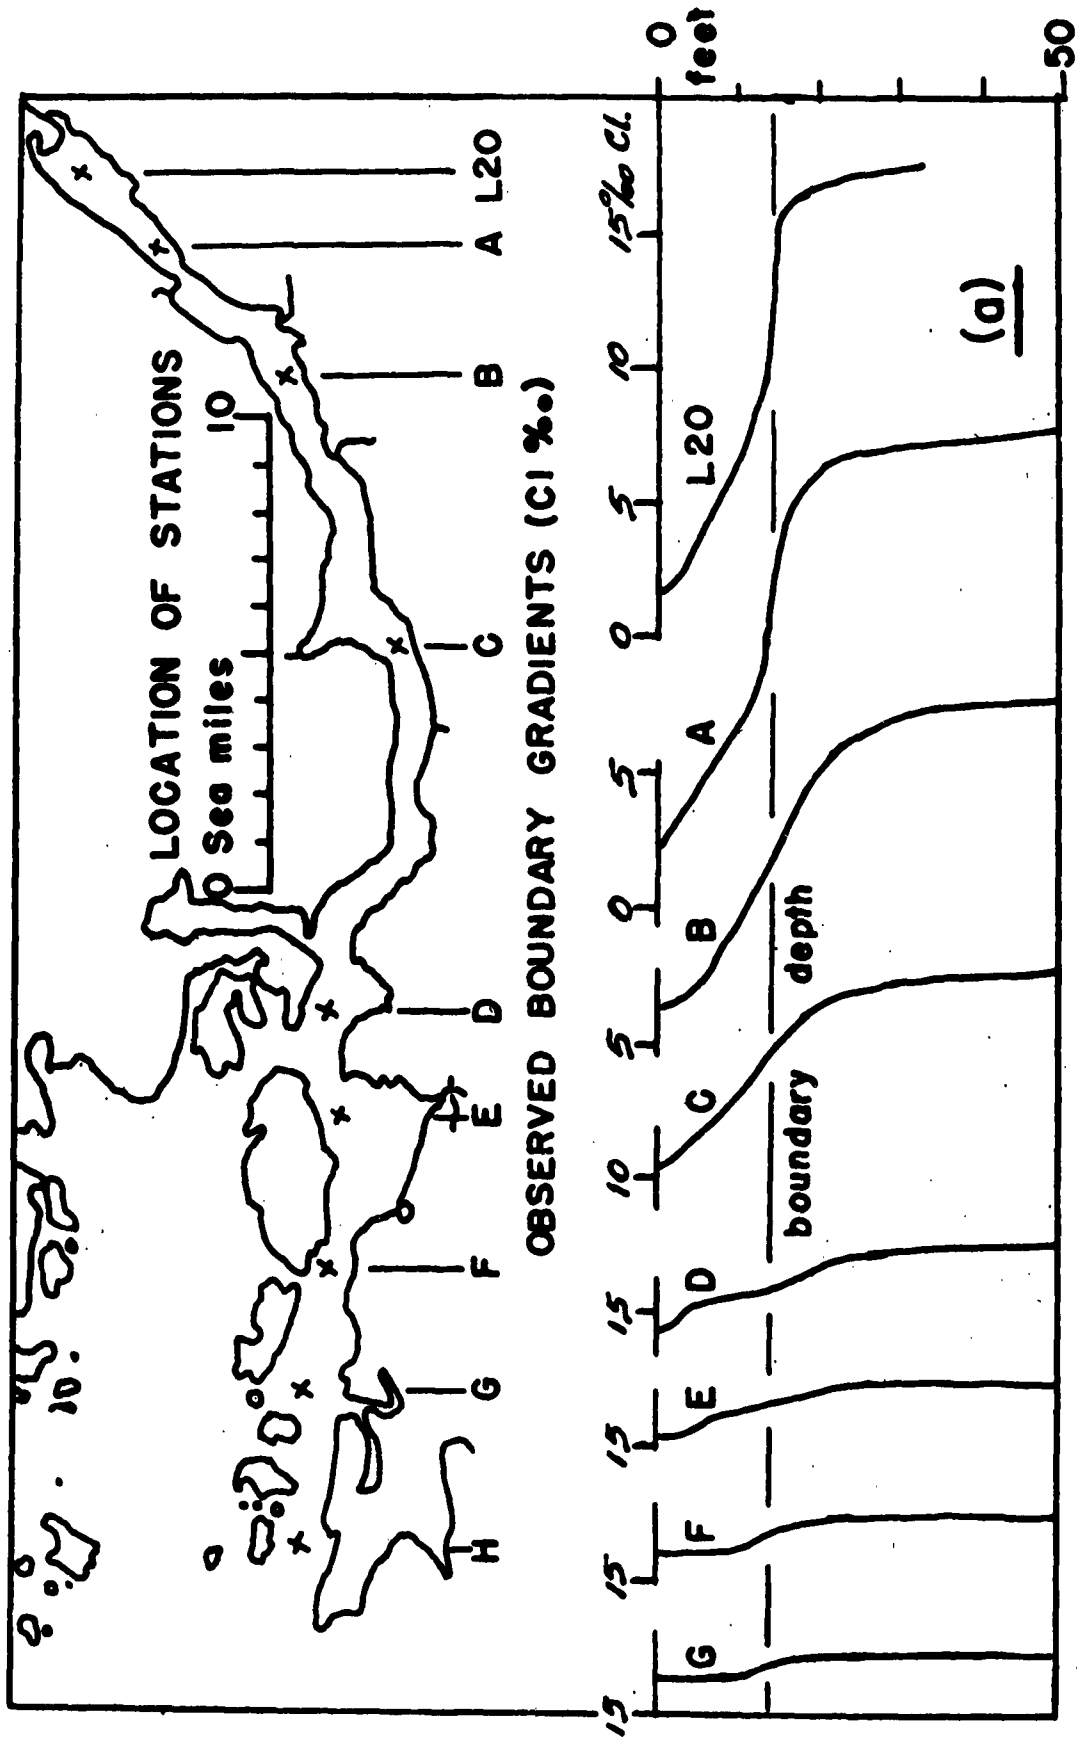 LOCATION OF STATIONS
0 Sea miles 10
H G F E D C B A L20
OBSERVED BOUNDARY GRADIENTS (Cl ‰)
15 15 15 15 10 5 0 5 0 5 10 15‰ Cl.
0
feet
G F E D C B A L20
boundary depth
(a)
50